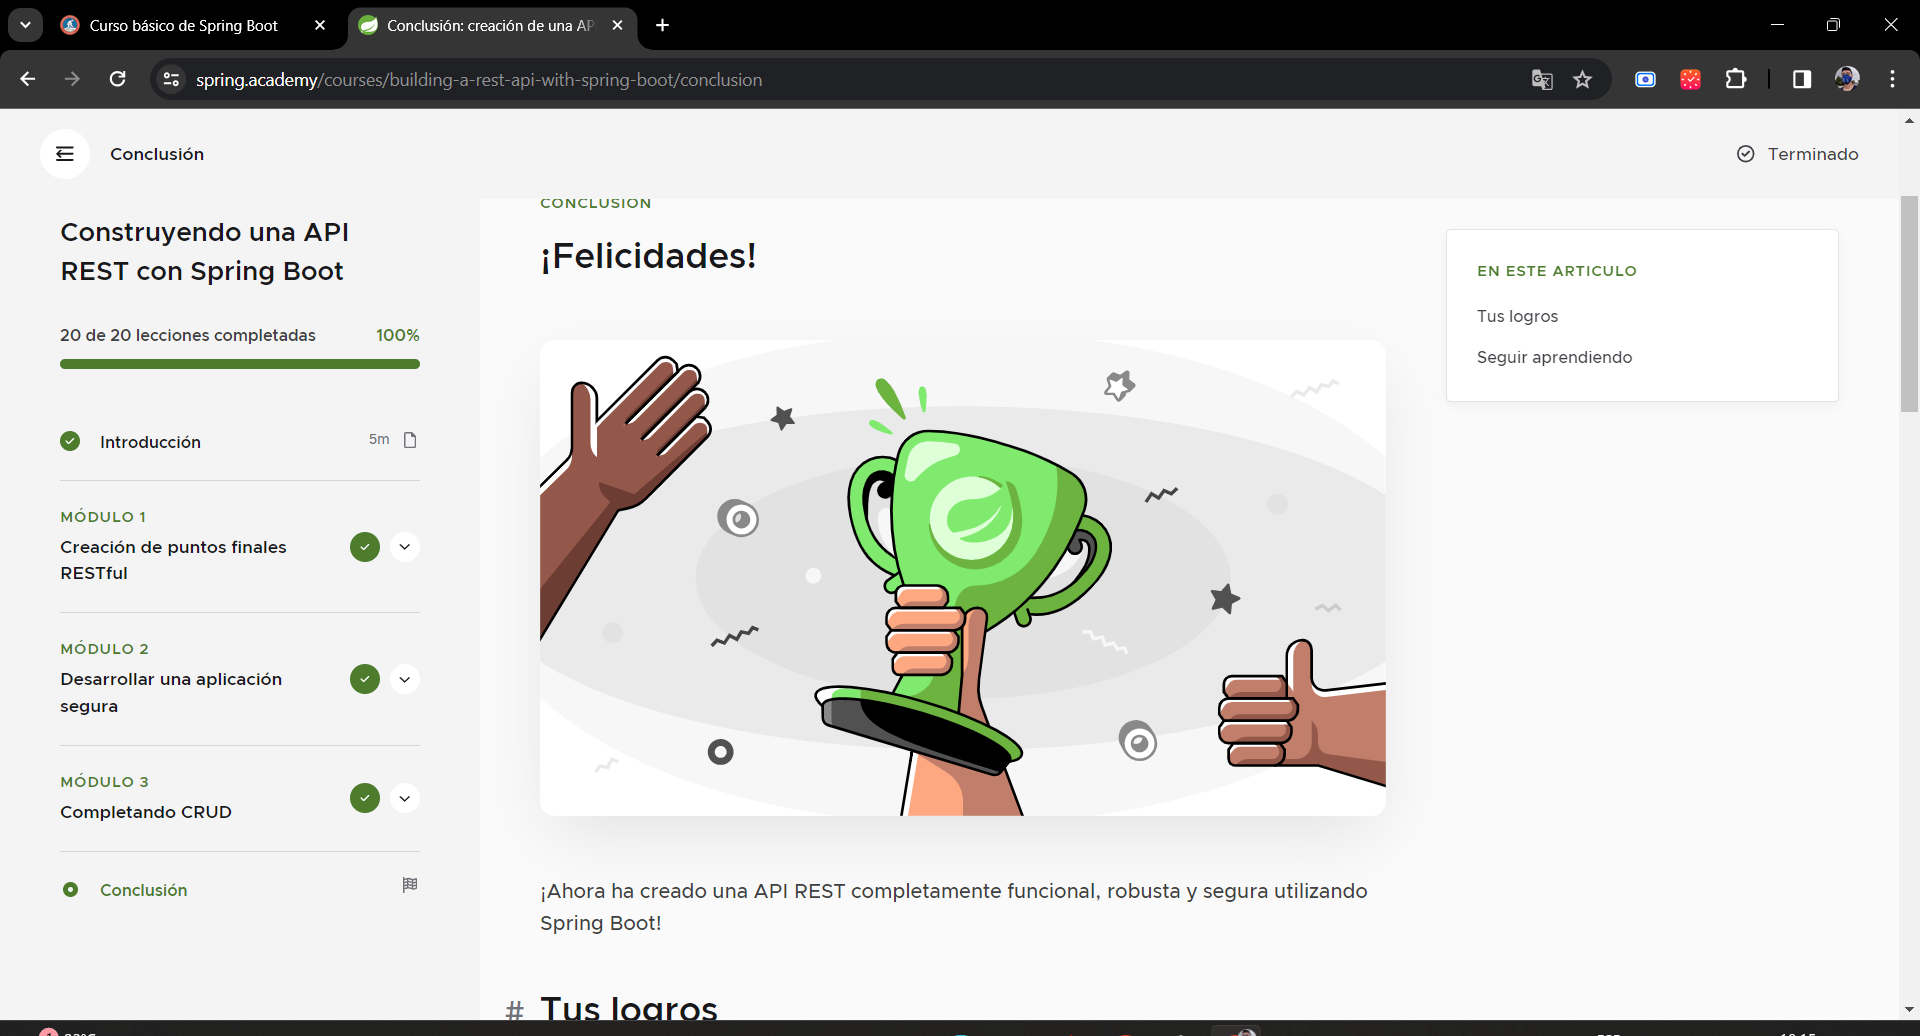 Curso básico de Spring Boot
Conclusión: creación de una AP
spring.academy/courses/building-a-rest-api-with-spring-boot/conclusion
Conclusión
Terminado
Construyendo una API
REST con Spring Boot
20 de 20 lecciones completadas 100%
Introducción 5m
MÓDULO 1
Creación de puntos finales
RESTful
MÓDULO 2
Desarrollar una aplicación
segura
MÓDULO 3
Completando CRUD
Conclusión
CONCLUSIÓN
¡Felicidades!
¡Ahora ha creado una API REST completamente funcional, robusta y segura utilizando
Spring Boot!
# Tus logros
EN ESTE ARTICULO
Tus logros
Seguir aprendiendo